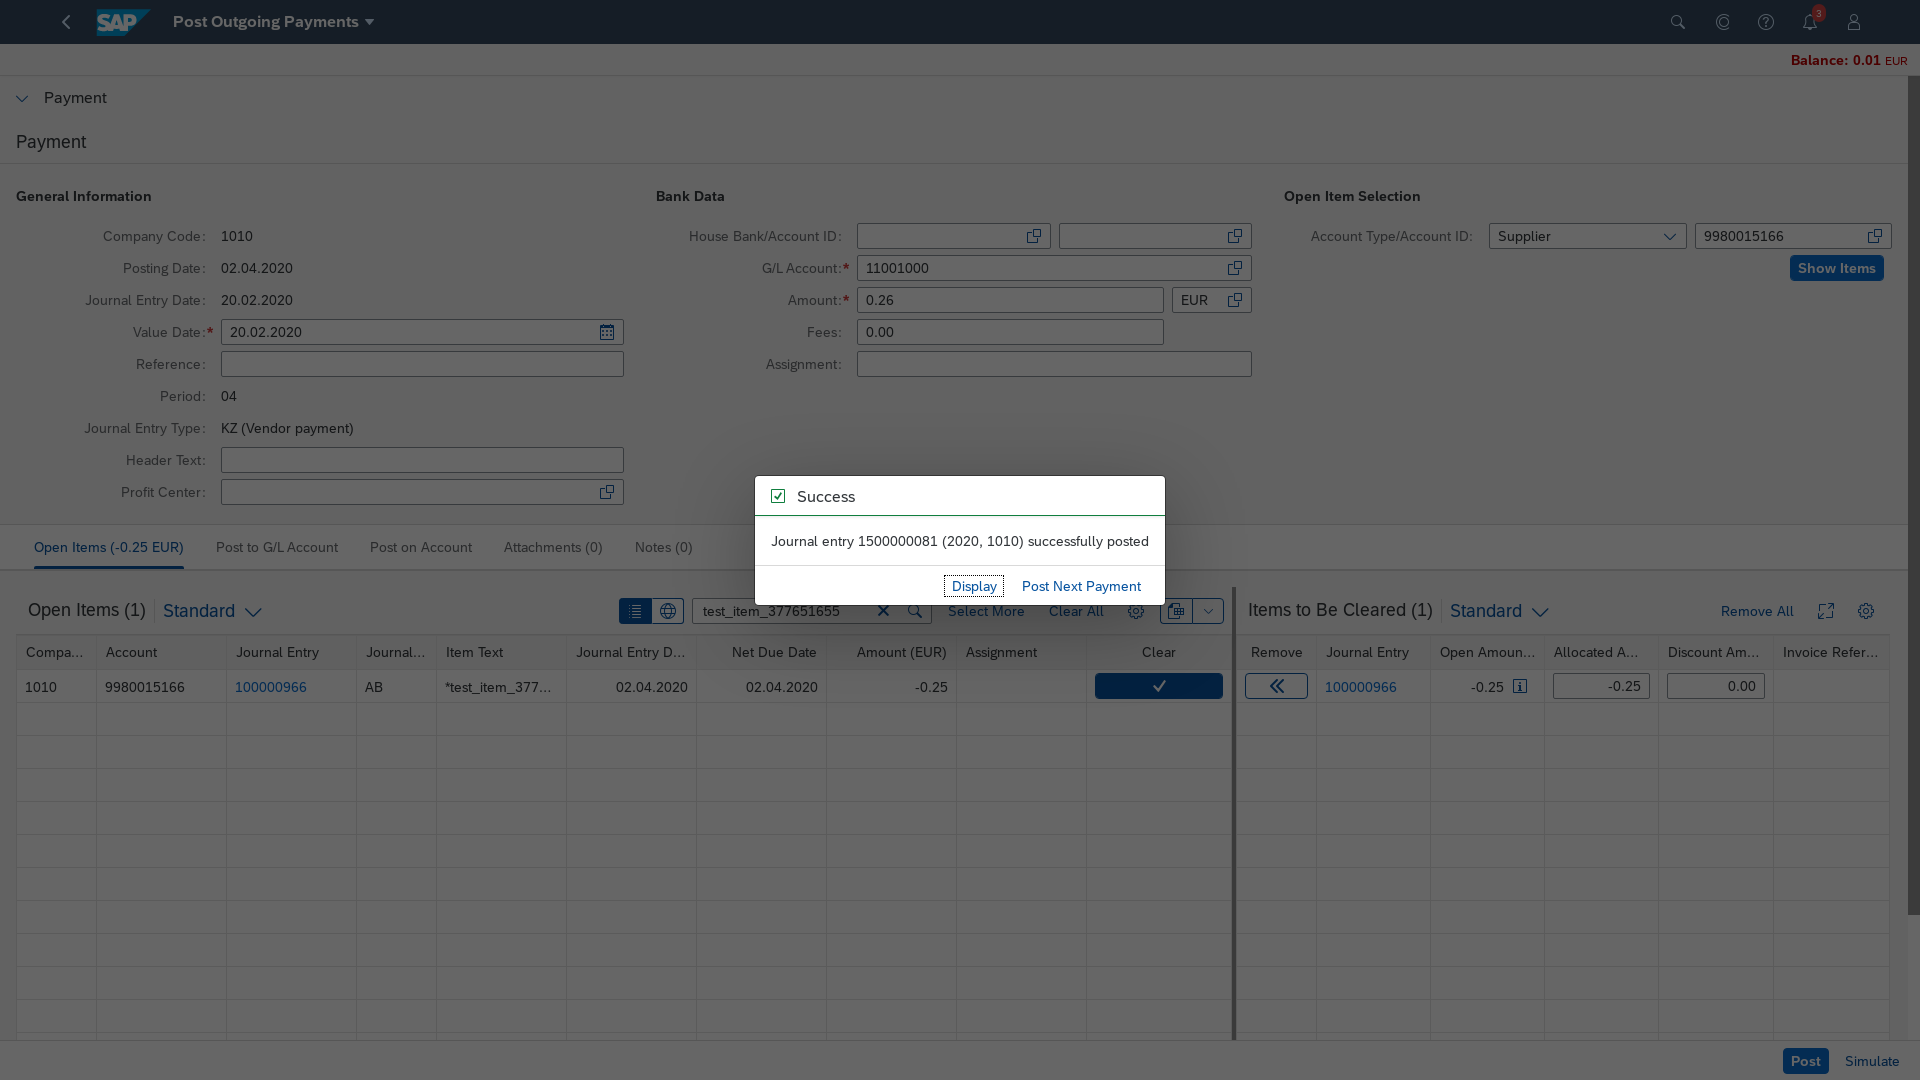 SAP Post Outgoing Payments 3
Balance: 0.01 EUR
Payment
Payment
General Information
Company Code: 1010
Posting Date: 02.04.2020
Journal Entry Date: 20.02.2020
Value Date:* 20.02.2020
Reference:
Period: 04
Journal Entry Type: KZ (Vendor payment)
Header Text:
Profit Center:
Bank Data
House Bank/Account ID:
G/L Account:* 11001000
Amount:* 0.26 EUR
Fees: 0.00
Assignment:
Open Item Selection
Account Type/Account ID: Supplier 9980015166
Show Items
Success
Journal entry 1500000081 (2020, 1010) successfully posted
Display Post Next Payment
Open Items (-0.25 EUR) Post to G/L Account Post on Account Attachments (0) Notes (0)
Open Items (1) Standard test_item_377651655 Select More Clear All
Compa... Account Journal Entry Journal... Item Text Journal Entry D... Net Due Date Amount (EUR) Assignment Clear
1010 9980015166 100000966 AB *test_item_377... 02.04.2020 02.04.2020 -0.25
Items to Be Cleared (1) Standard Remove All
Remove Journal Entry Open Amoun... Allocated A... Discount Am... Invoice Refer...
100000966 -0.25 -0.25 0.00
Post Simulate